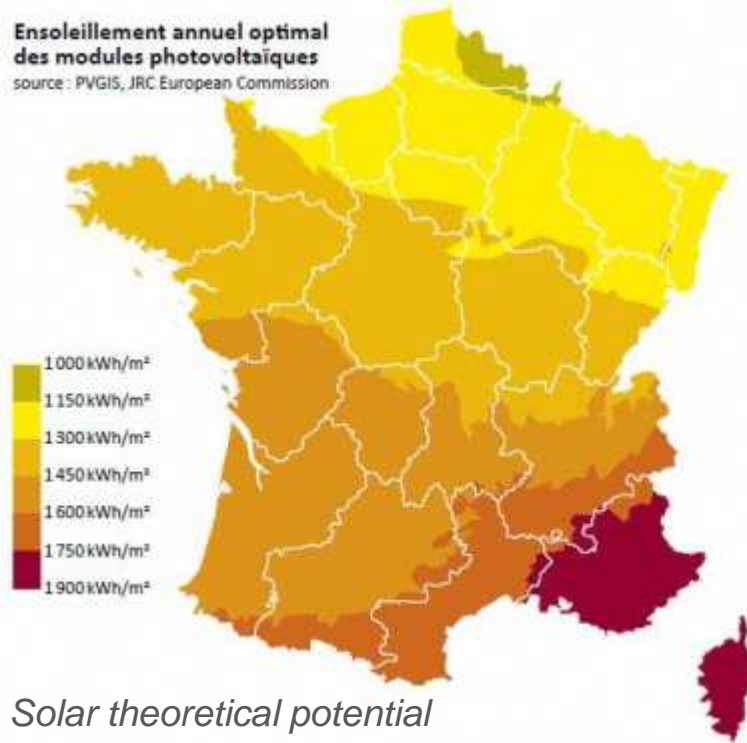 Ensoleillement annuel optimal
des modules photovoltaïques
source : PVGIS, JRC European Commission
1 000 kWh/m²
1 150 kWh/m²
1 300 kWh/m²
1 450 kWh/m²
1 600 kWh/m²
1 750 kWh/m²
1 900 kWh/m²
Solar theoretical potential